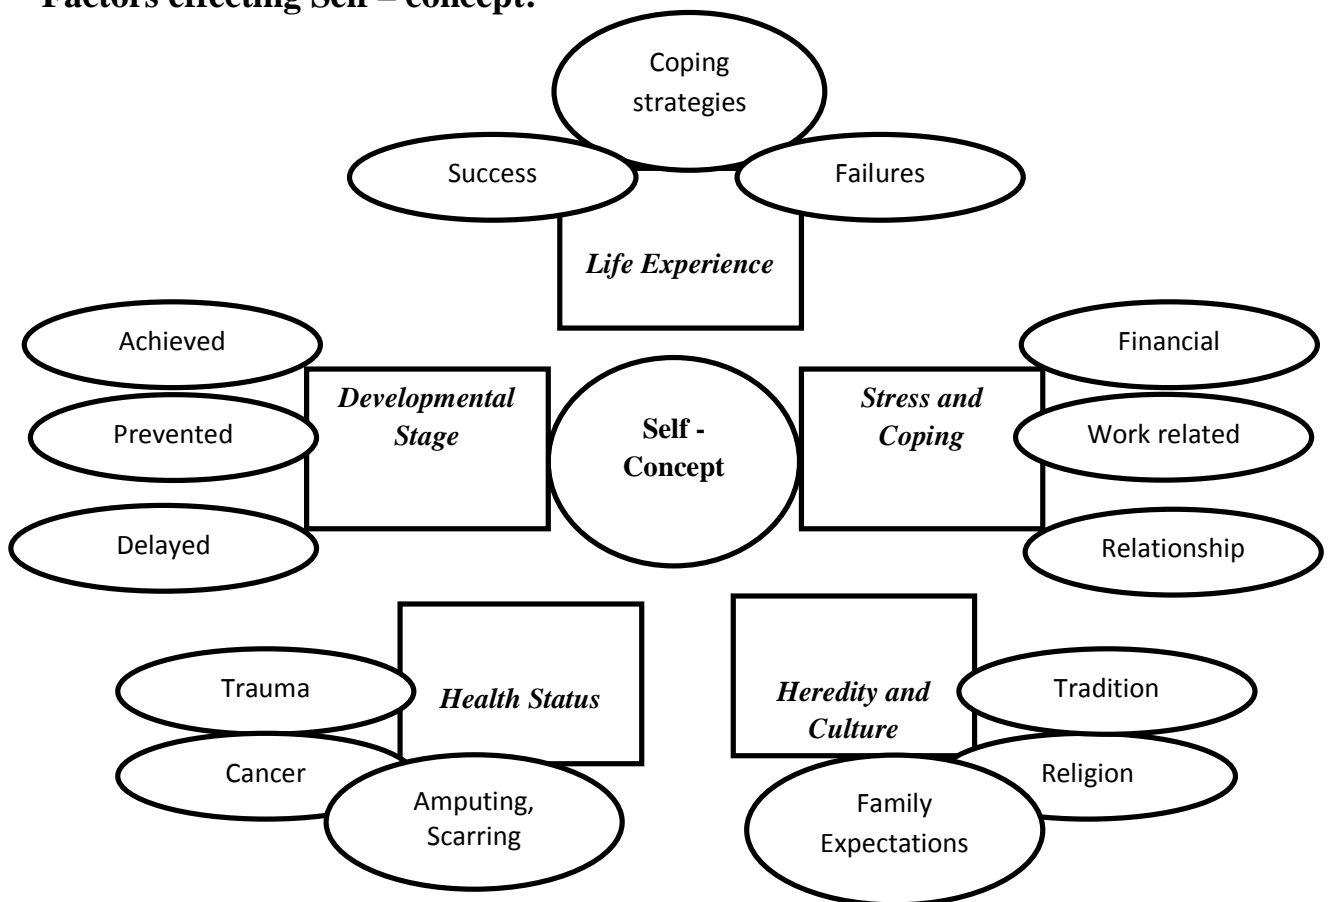 Factors effecting Self – concept:
Coping
strategies
Success
Failures
Life Experience
Achieved
Prevented
Delayed
Developmental
Stage
Self -
Concept
Stress and
Coping
Financial
Work related
Relationship
Trauma
Cancer
Amputing,
Scarring
Health Status
Heredity and
Culture
Tradition
Religion
Family
Expectations